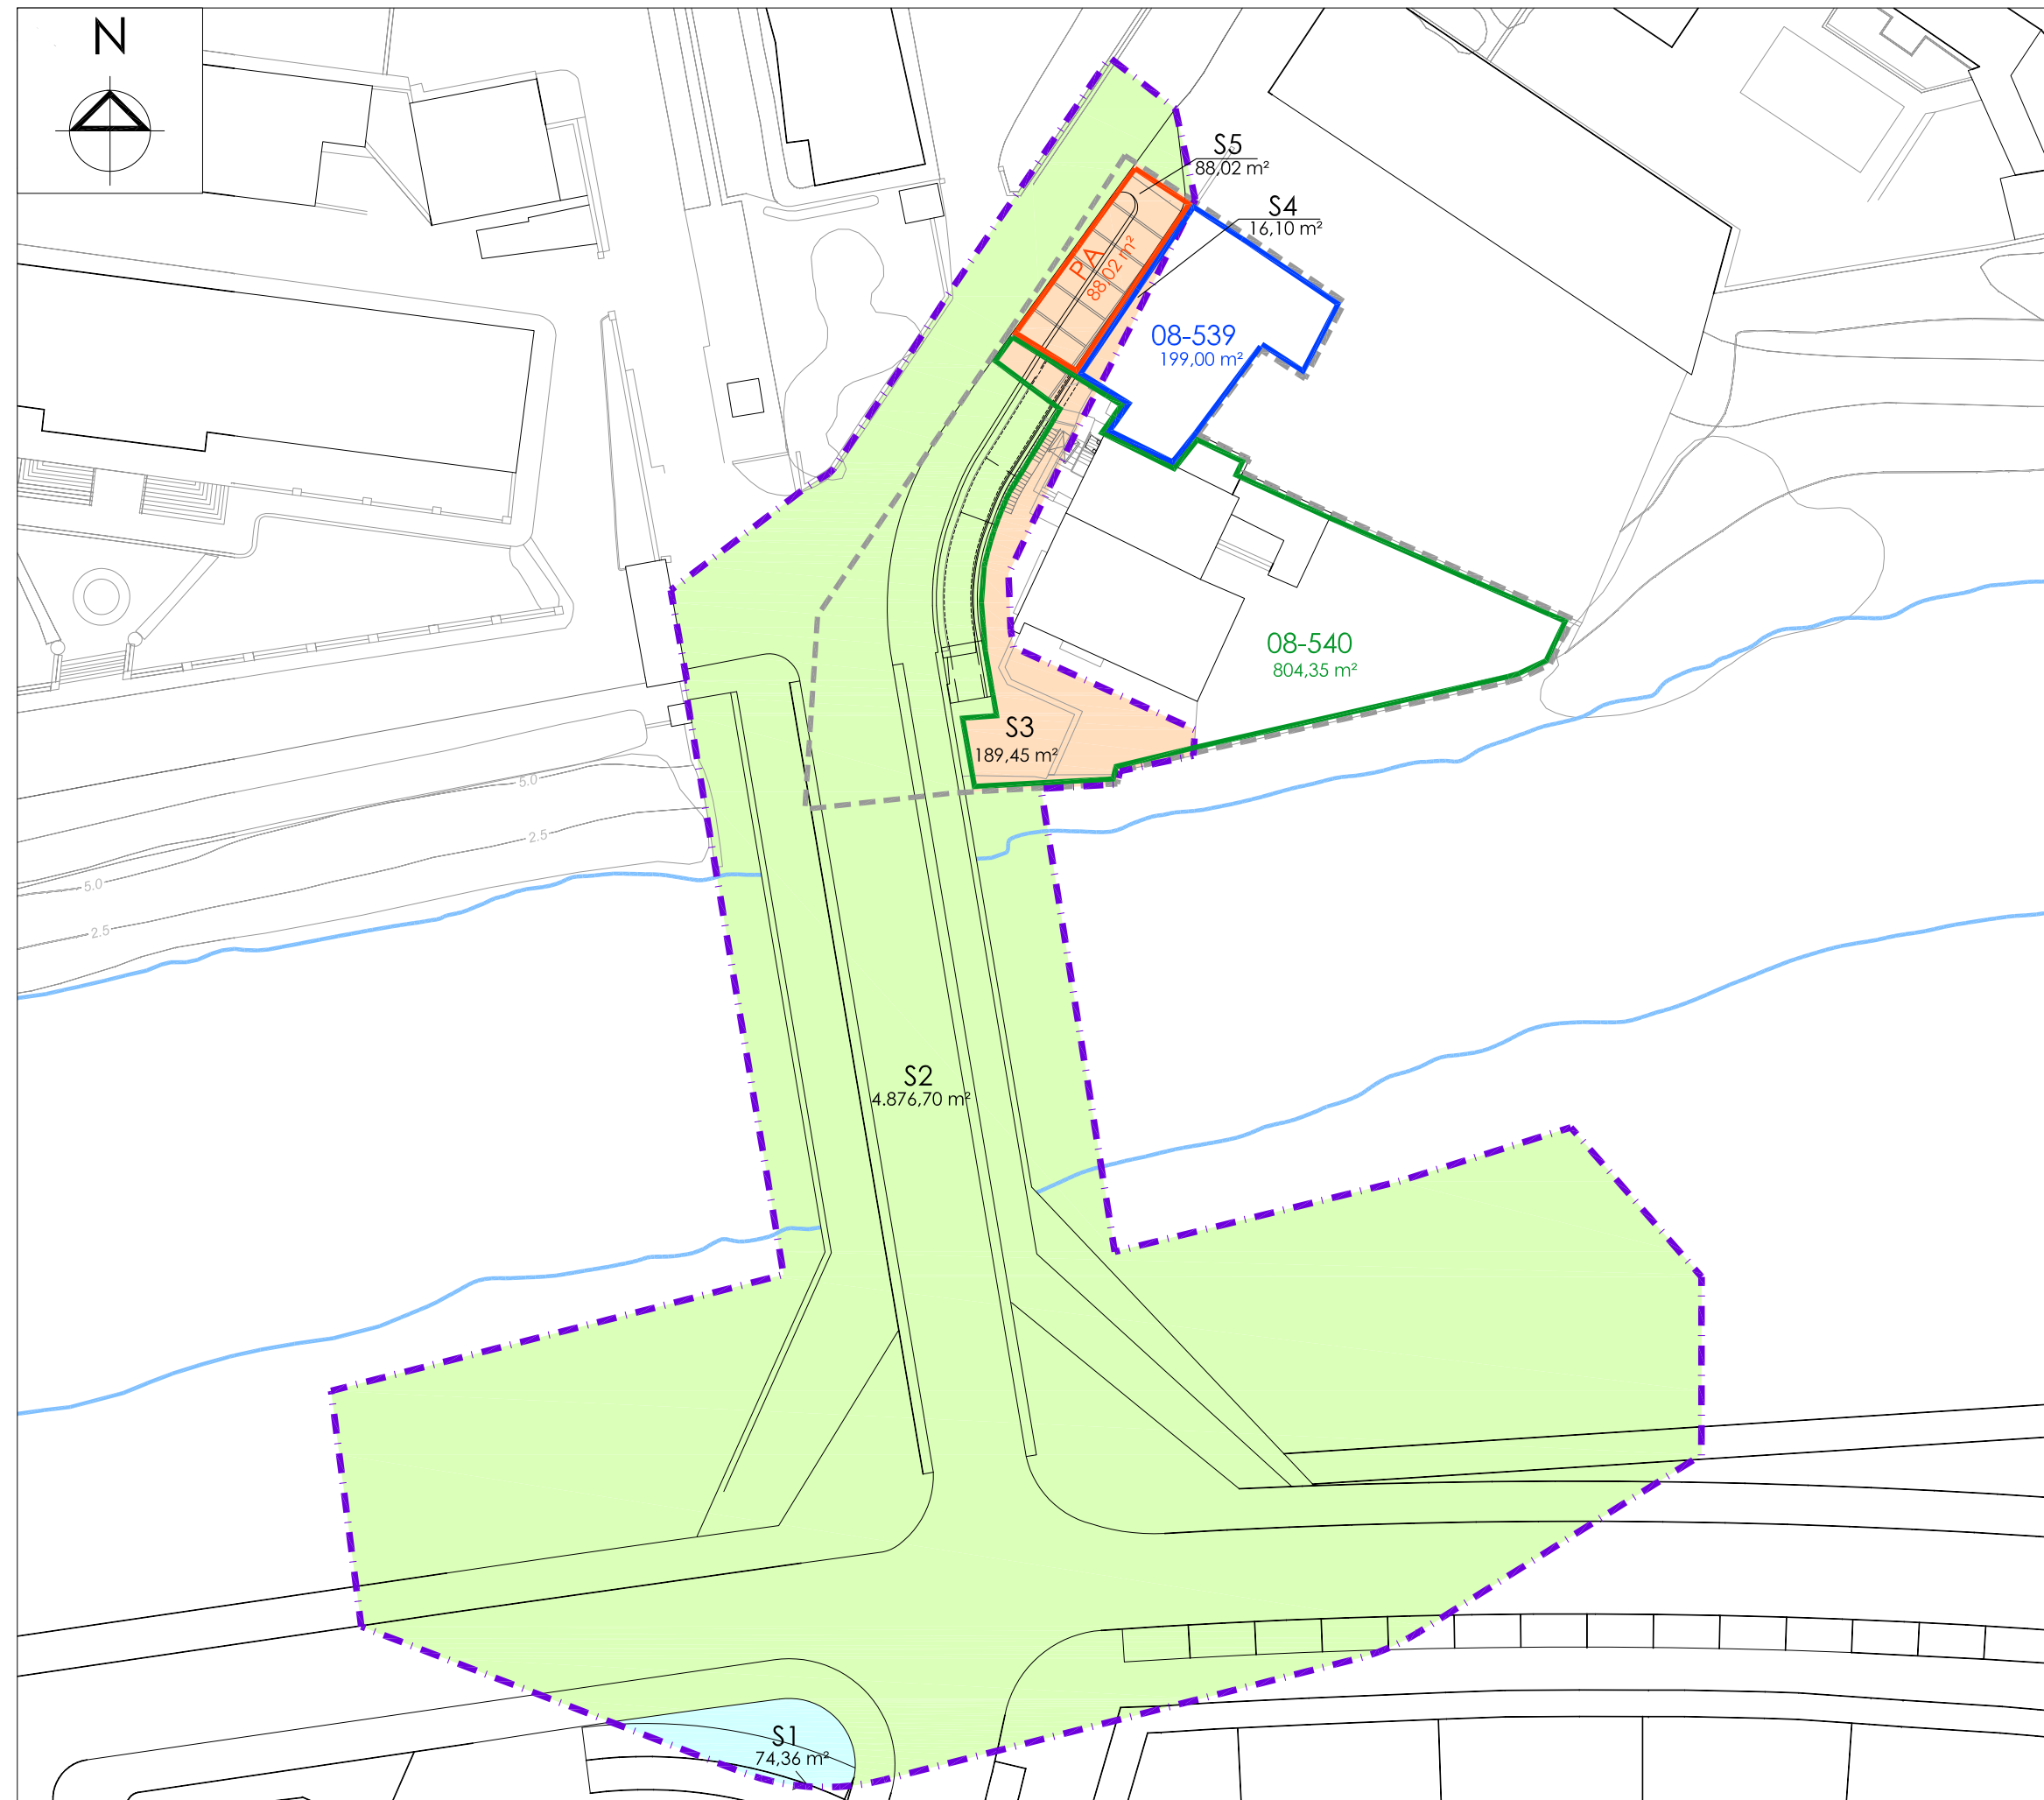 N
S5
88,02 m²
S4
16,10 m²
PA
88,02 m²
08-539
199,00 m²
08-540
804,35 m²
S3
189,45 m²
5.0
2.5
5.0
2.5
S2
4.876,70 m²
S1
74,36 m²